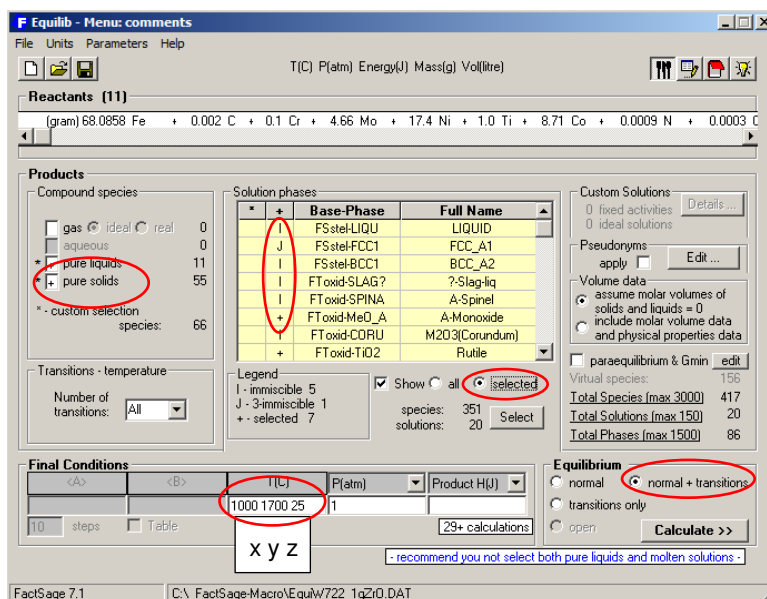 Equilib - Menu: comments
File Units Parameters Help
T(C) P(atm) Energy(J) Mass(g) Vol(litre)
Reactants (11)
(gram) 68.0858 Fe + 0.002 C + 0.1 Cr + 4.66 Mo + 17.4 Ni + 1.0 Ti + 8.71 Co + 0.0009 N + 0.0003
Products
Compound species
gas ideal real 0
aqueous 0
* + pure liquids 11
* + pure solids 55
* - custom selection
species: 66
Transitions - temperature
Number of
transitions: All
Solution phases
* + Base-Phase Full Name
I FSstel-LIQU LIQUID
J FSstel-FCC1 FCC_A1
I FSstel-BCC1 BCC_A2
I FToxid-SLAG? ?-Slag-liq
I FToxid-SPINA A-Spinel
+ FToxid-MeO_A A-Monoxide
I FToxid-CORU M2O3(Corundum)
+ FToxid-TiO2 Rutile
Legend
I - immiscible 5
J - 3-immiscible 1
+ - selected 7
Show all selected
species: 351
solutions: 20
Select
Custom Solutions
0 fixed activities
0 ideal solutions
Details ...
Pseudonyms
apply Edit ...
Volume data
assume molar volumes of
solids and liquids = 0
include molar volume data
and physical properties data
paraequilibrium & Gmin edit
Virtual species: 156
Total Species (max 3000) 417
Total Solutions (max 150) 20
Total Phases (max 1500) 86
Final Conditions
<A> <B> T(C) P(atm) Product H(J)
1000 1700 25 1
10 steps Table
29+ calculations
x y z
Equilibrium
normal normal + transitions
transitions only
open
Calculate >>
- recommend you not select both pure liquids and molten solutions -
FactSage 7.1 C:\ FactSage-Macro\EquiW722_1gZrO.DAT